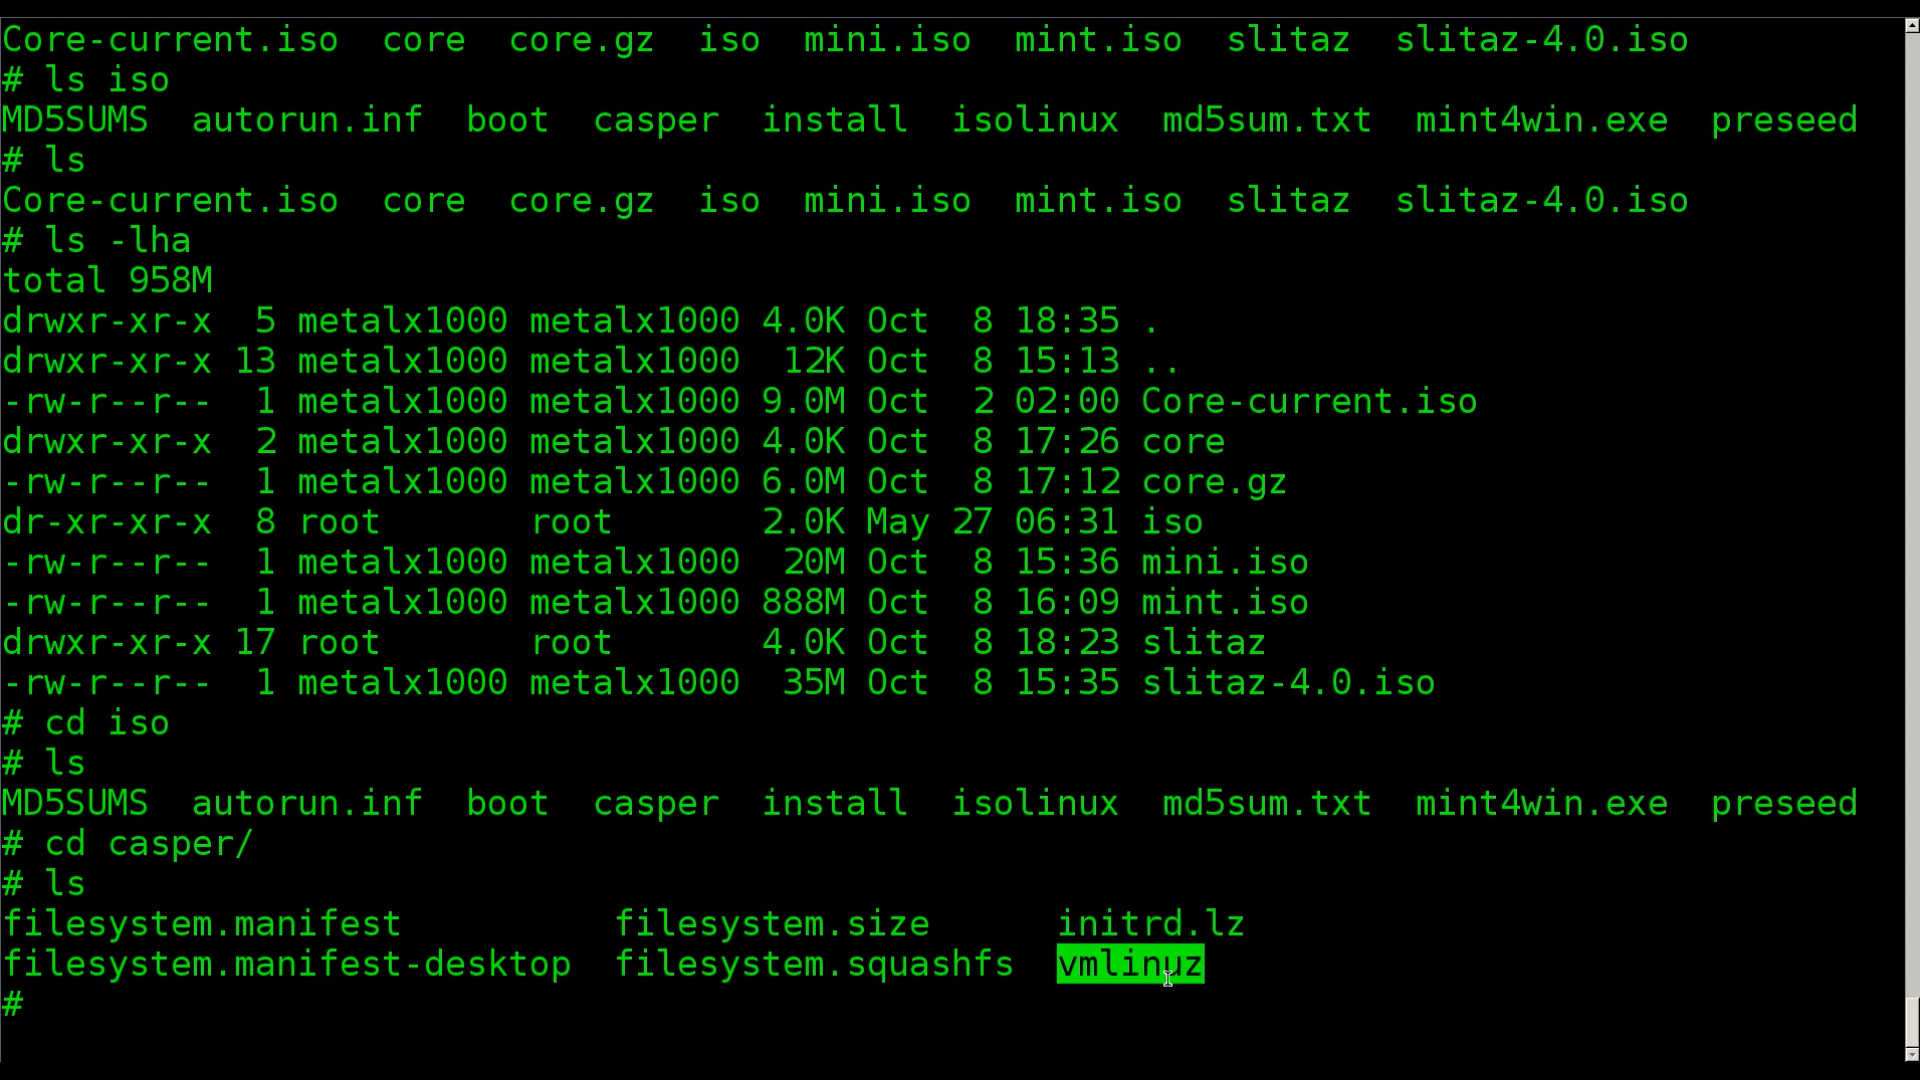 Core-current.iso  core  core.gz  iso  mini.iso  mint.iso  slitaz  slitaz-4.0.iso
# ls iso
MD5SUMS  autorun.inf  boot  casper  install  isolinux  md5sum.txt  mint4win.exe  preseed
# ls
Core-current.iso  core  core.gz  iso  mini.iso  mint.iso  slitaz  slitaz-4.0.iso
# ls -lha
total 958M
drwxr-xr-x  5 metalx1000 metalx1000 4.0K Oct  8 18:35 .
drwxr-xr-x 13 metalx1000 metalx1000  12K Oct  8 15:13 ..
-rw-r--r--  1 metalx1000 metalx1000 9.0M Oct  2 02:00 Core-current.iso
drwxr-xr-x  2 metalx1000 metalx1000 4.0K Oct  8 17:26 core
-rw-r--r--  1 metalx1000 metalx1000 6.0M Oct  8 17:12 core.gz
dr-xr-xr-x  8 root       root       2.0K May 27 06:31 iso
-rw-r--r--  1 metalx1000 metalx1000  20M Oct  8 15:36 mini.iso
-rw-r--r--  1 metalx1000 metalx1000 888M Oct  8 16:09 mint.iso
drwxr-xr-x 17 root       root       4.0K Oct  8 18:23 slitaz
-rw-r--r--  1 metalx1000 metalx1000  35M Oct  8 15:35 slitaz-4.0.iso
# cd iso
# ls
MD5SUMS  autorun.inf  boot  casper  install  isolinux  md5sum.txt  mint4win.exe  preseed
# cd casper/
# ls
filesystem.manifest          filesystem.size      initrd.lz
filesystem.manifest-desktop  filesystem.squashfs  vmlinuz
#